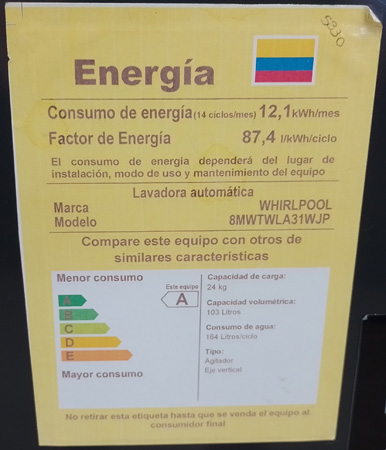 5330
Energía
Consumo de energía(14 ciclos/mes) 12,1kWh/mes
Factor de Energía 87,4 l/kWh/ciclo
El consumo de energía dependerá del lugar de
instalación, modo de uso y mantenimiento del equipo
Lavadora automática
Marca WHIRLPOOL
Modelo 8MWTWLA31WJP
Compare este equipo con otros de
similares características
Menor consumo
Este equipo
A
A
B
C
D
E
Mayor consumo
Capacidad de carga:
24 kg
Capacidad volumétrica:
103 Litros
Consumo de agua:
164 Litros/ciclo
Tipo:
Agitador
Eje vertical
No retirar esta etiqueta hasta que se venda el equipo al
consumidor final